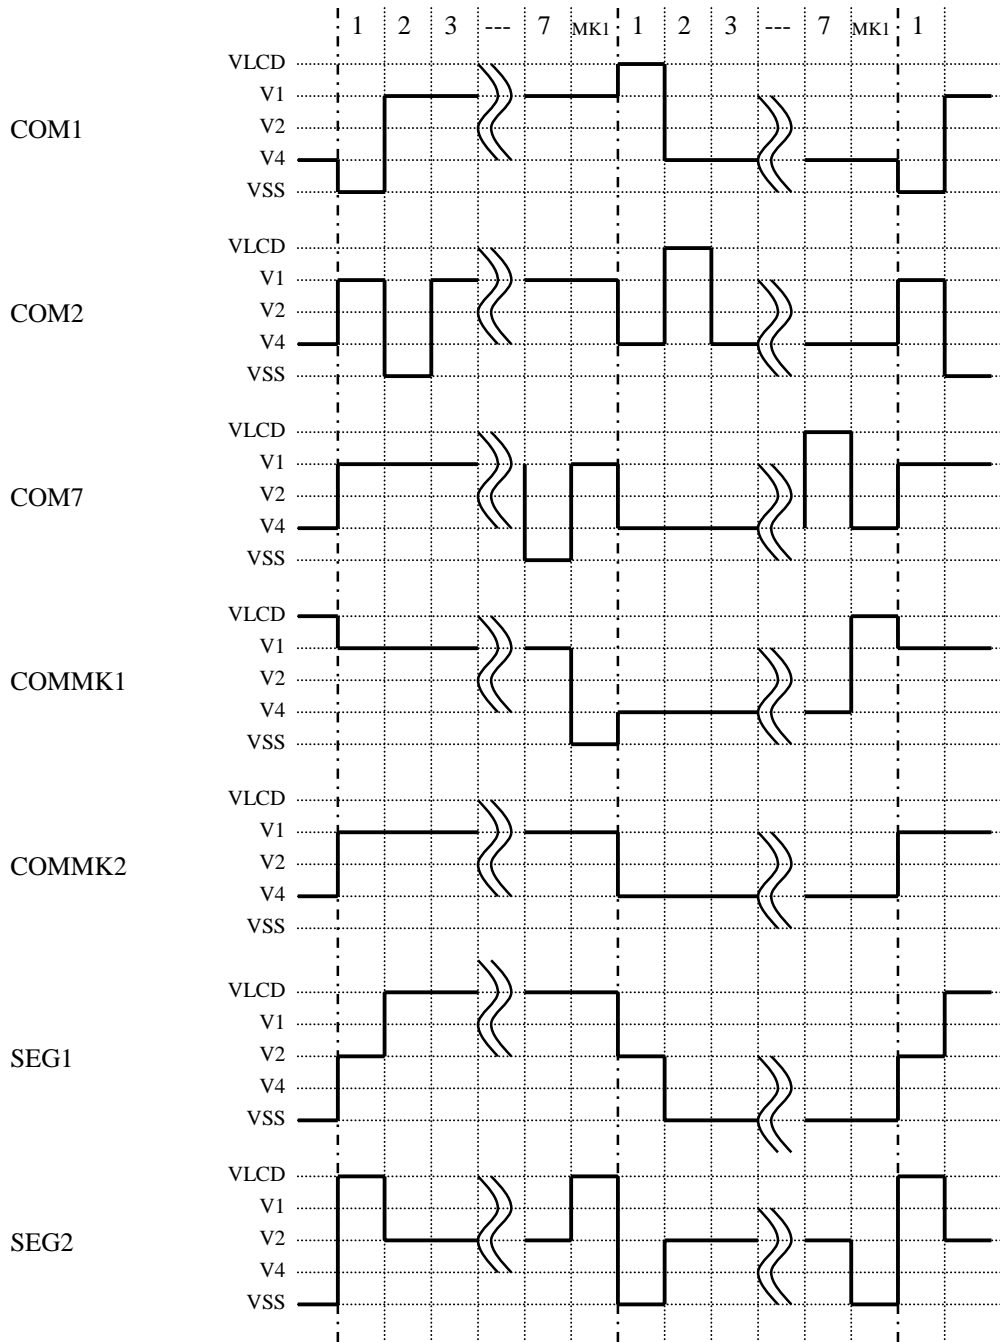 1 2 3 --- 7 MK1 1 2 3 --- 7 MK1 1
COM1
VLCD
V1
V2
V4
VSS
COM2
VLCD
V1
V2
V4
VSS
COM7
VLCD
V1
V2
V4
VSS
COMMK1
VLCD
V1
V2
V4
VSS
COMMK2
VLCD
V1
V2
V4
VSS
SEG1
VLCD
V1
V2
V4
VSS
SEG2
VLCD
V1
V2
V4
VSS